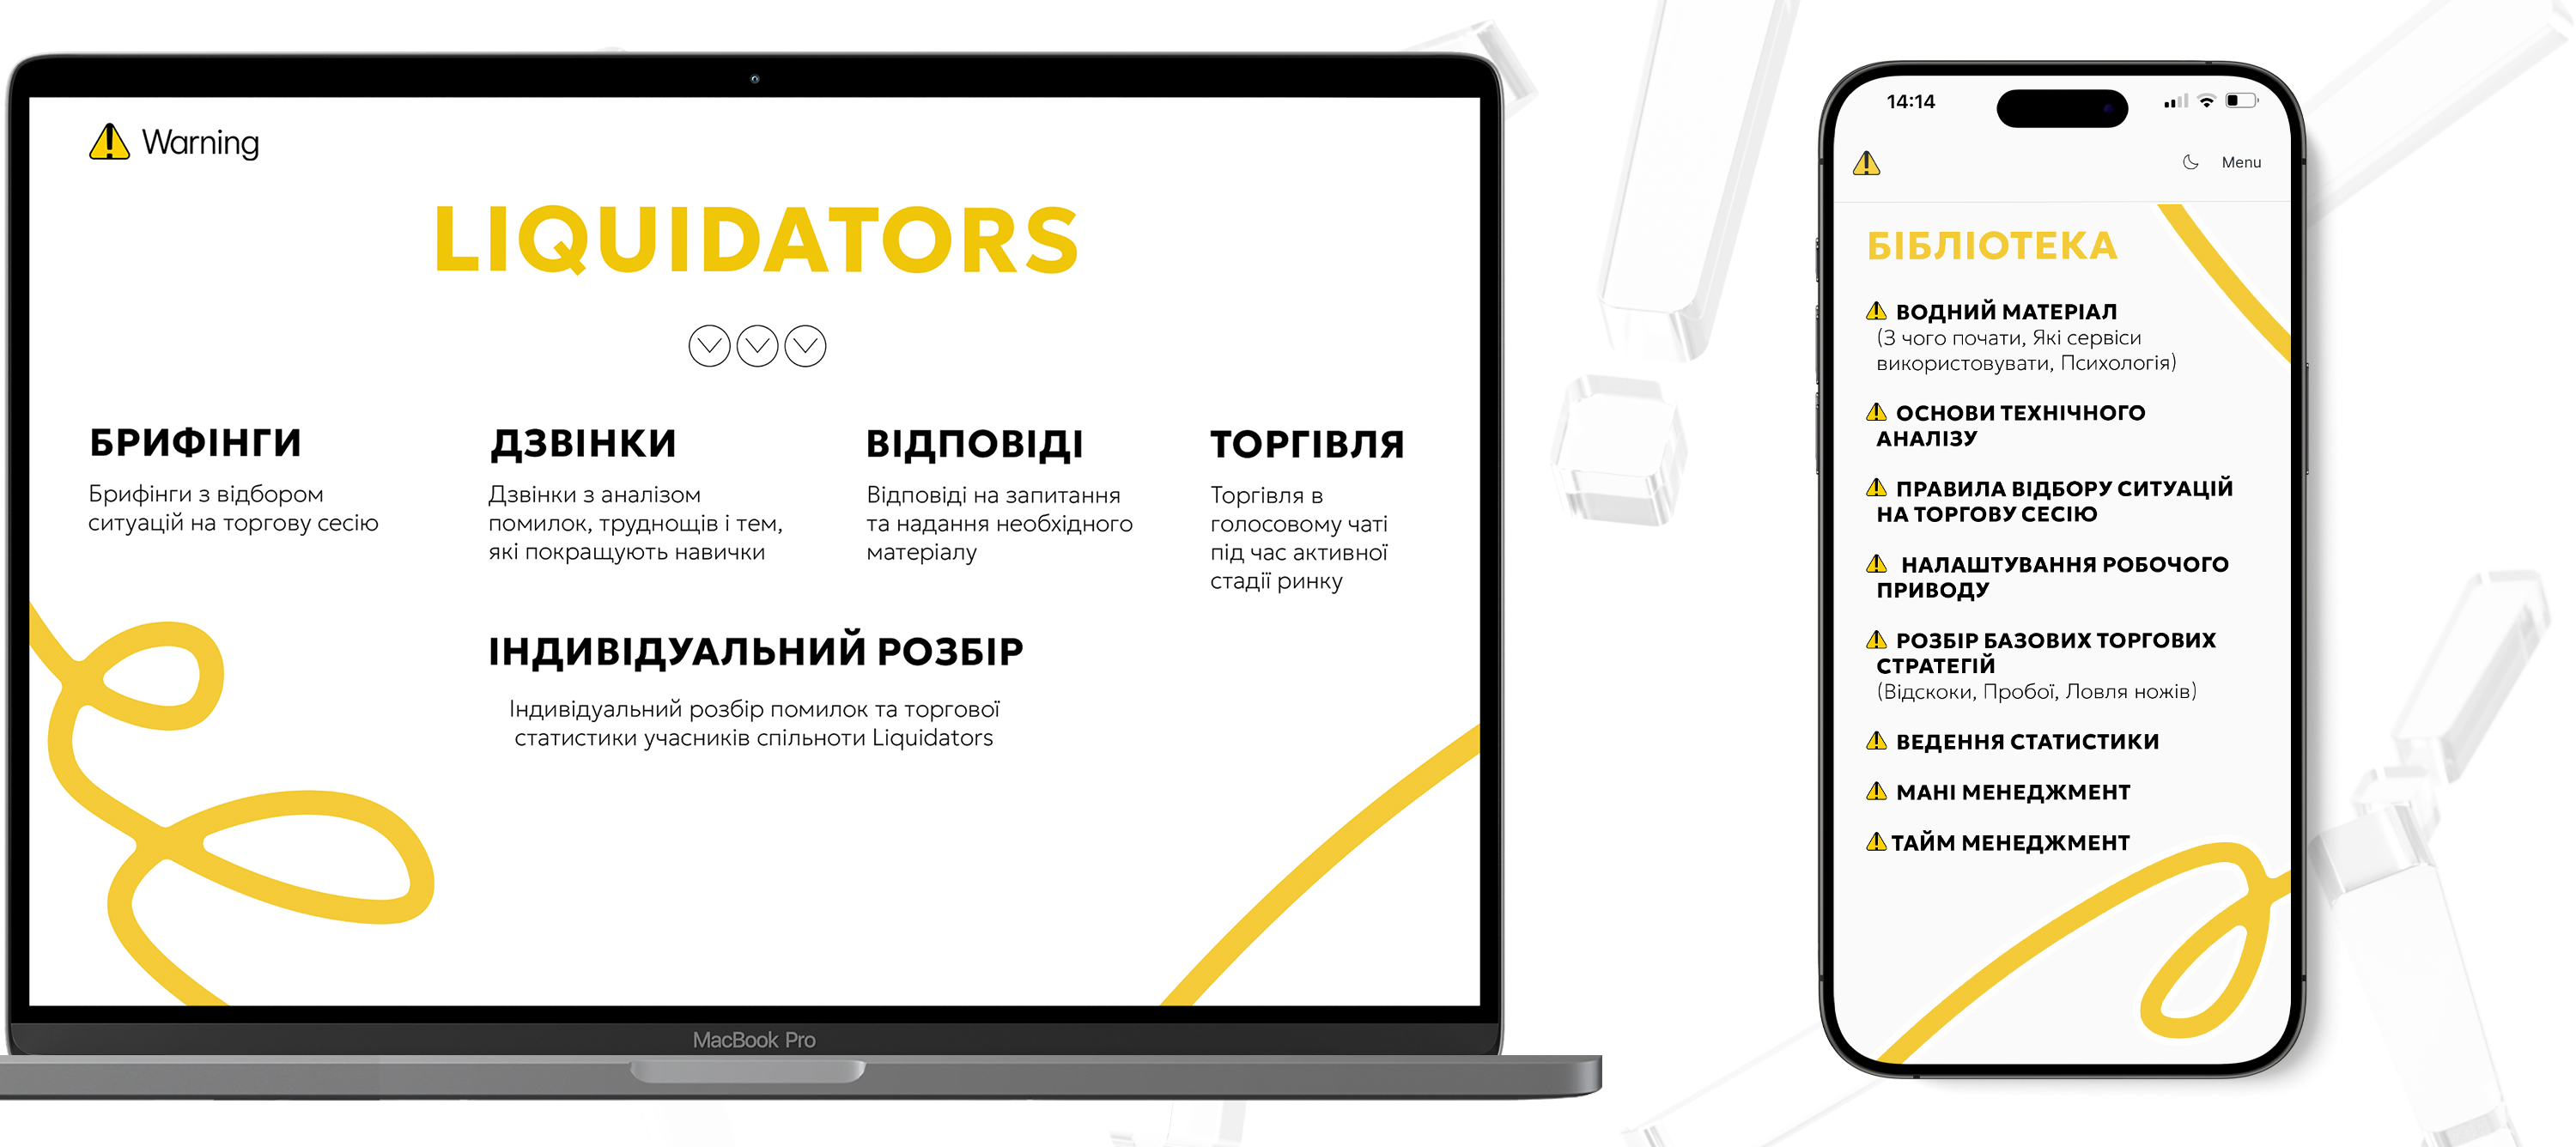 Warning
LIQUIDATORS
БРИФІНГИ
Брифінги з відбором
ситуацій на торгову сесію
ДЗВІНКИ
Дзвінки з аналізом
помилок, труднощів і тем,
які покращують навички
ВІДПОВІДІ
Відповіді на запитання
та надання необхідного
матеріалу
ТОРГІВЛЯ
Торгівля в
голосовому чаті
під час активної
стадії ринку
ІНДИВІДУАЛЬНИЙ РОЗБІР
Індивідуальний розбір помилок та торгової
статистики учасників спільноти Liquidators
MacBook Pro
14:14
Menu
БІБЛІОТЕКА
ВОДНИЙ МАТЕРІАЛ
(З чого почати, Які сервіси
використовувати, Психологія)
ОСНОВИ ТЕХНІЧНОГО
АНАЛІЗУ
ПРАВИЛА ВІДБОРУ СИТУАЦІЙ
НА ТОРГОВУ СЕСІЮ
НАЛАШТУВАННЯ РОБОЧОГО
ПРИВОДУ
РОЗБІР БАЗОВИХ ТОРГОВИХ
СТРАТЕГІЙ
(Відскоки, Пробої, Ловля ножів)
ВЕДЕННЯ СТАТИСТИКИ
МАНІ МЕНЕДЖМЕНТ
ТАЙМ МЕНЕДЖМЕНТ